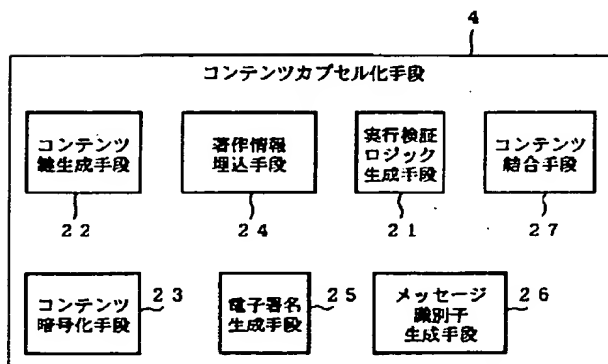 4
コンテンツカプセル化手段
コンテンツ
鍵生成手段
22
著作情報
埋込手段
24
実行検証
ロジック
生成手段
21
コンテンツ
結合手段
27
コンテンツ
暗号化手段
23
電子署名
生成手段
25
メッセージ
識別子
生成手段
26